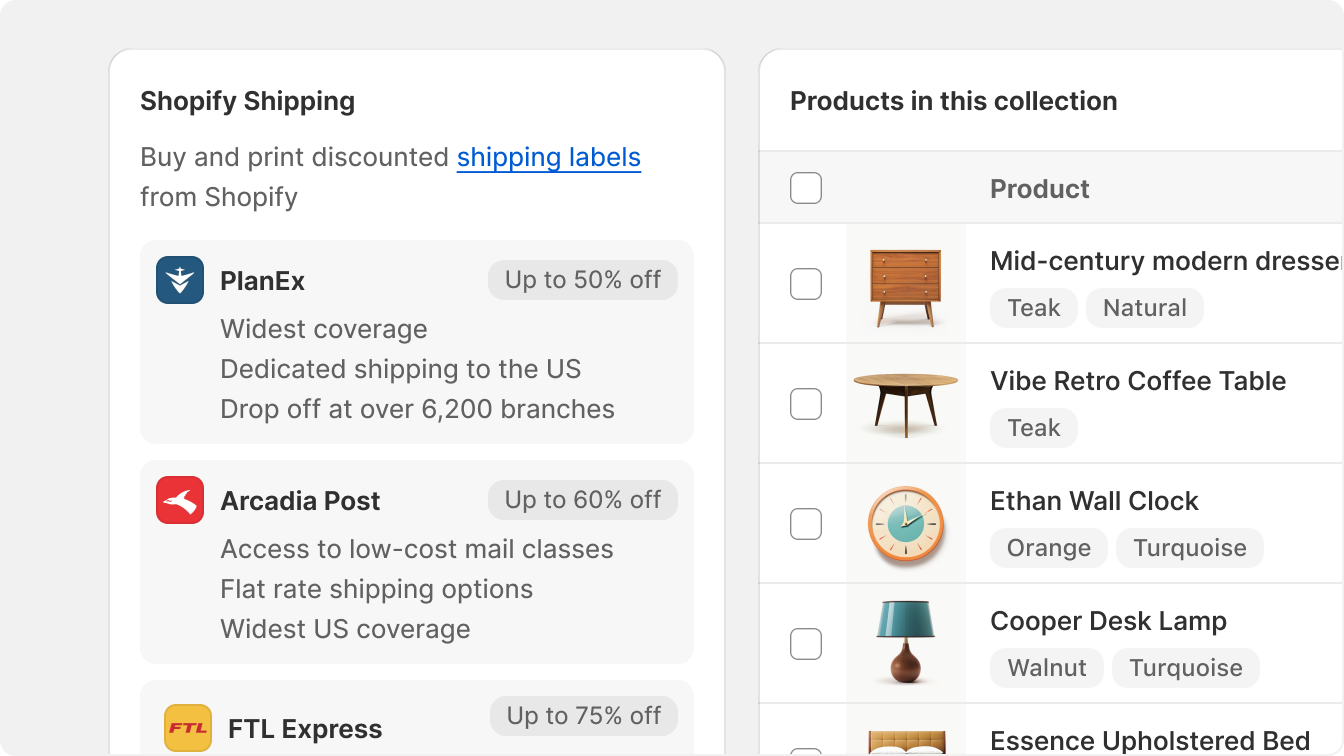 Shopify Shipping
Buy and print discounted shipping labels
from Shopify
PlanEx
Up to 50% off
Widest coverage
Dedicated shipping to the US
Drop off at over 6,200 branches
Arcadia Post
Up to 60% off
Access to low-cost mail classes
Flat rate shipping options
Widest US coverage
FTL
FTL Express
Up to 75% off
Products in this collection
Product
Mid-century modern dresser
Teak
Natural
Vibe Retro Coffee Table
Teak
Ethan Wall Clock
Orange
Turquoise
Cooper Desk Lamp
Walnut
Turquoise
Essence Upholstered Bed